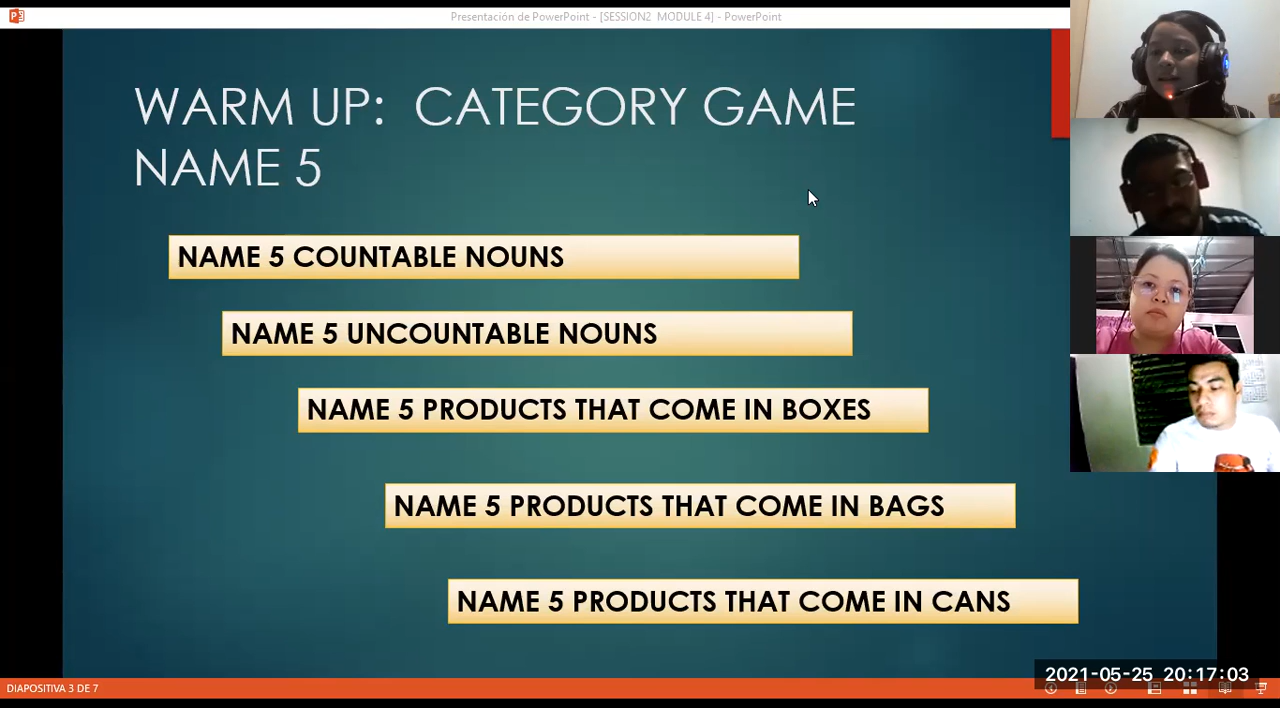 Presentación de PowerPoint - [SESSION2  MODULE 4] - PowerPoint
WARM UP:  CATEGORY GAME
NAME 5
NAME 5 COUNTABLE NOUNS
NAME 5 UNCOUNTABLE NOUNS
NAME 5 PRODUCTS THAT COME IN BOXES
NAME 5 PRODUCTS THAT COME IN BAGS
NAME 5 PRODUCTS THAT COME IN CANS
2021-05-25 20:17:03
DIAPOSITIVA 3 DE 7